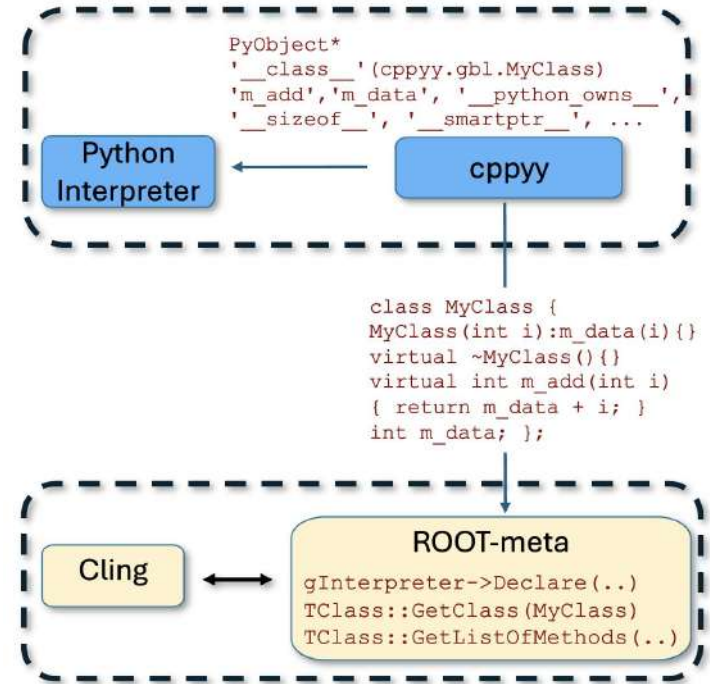 PyObject*
'__class__'(cppyy.gbl.MyClass)
'm_add','m_data', '__python_owns__',
'__sizeof__', '__smartptr__', ...
Python
Interpreter
cppyy
class MyClass {
MyClass(int i):m_data(i){}
virtual ~MyClass(){}
virtual int m_add(int i)
{ return m_data + i; }
int m_data; };
Cling
ROOT-meta
gInterpreter->Declare(..)
TClass::GetClass(MyClass)
TClass::GetListOfMethods(..)